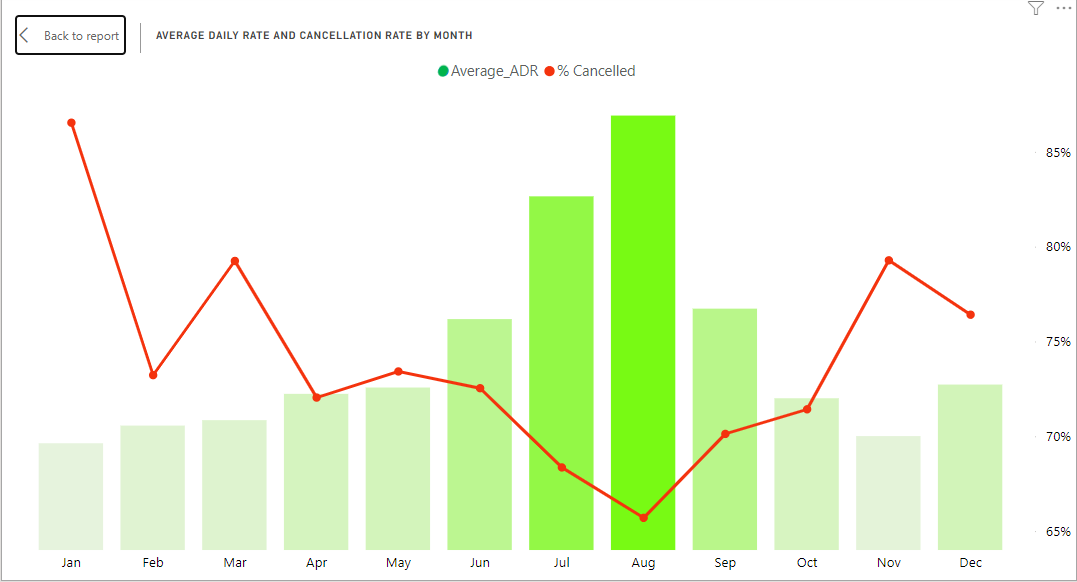 Back to report
AVERAGE DAILY RATE AND CANCELLATION RATE BY MONTH
Average_ADR % Cancelled
85%
80%
75%
70%
65%
Jan Feb Mar Apr May Jun Jul Aug Sep Oct Nov Dec